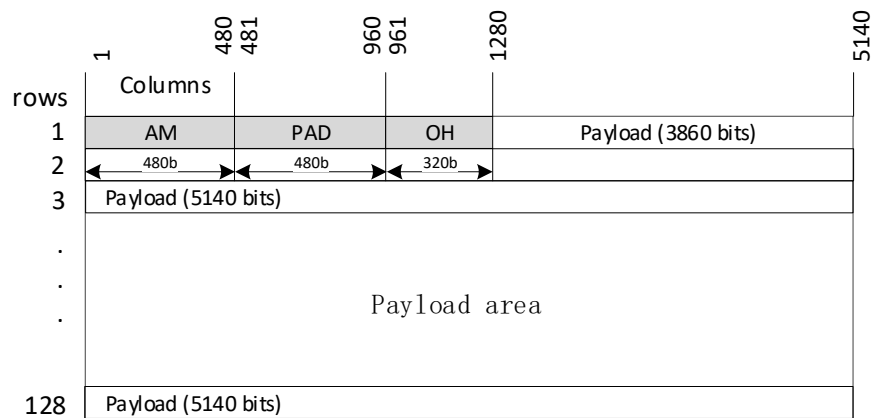 1 480 481 960 961 1280 5140
Columns
rows
1 AM PAD OH Payload (3860 bits)
2 480b 480b 320b
3 Payload (5140 bits)
.
.
.
Payload area
128 Payload (5140 bits)